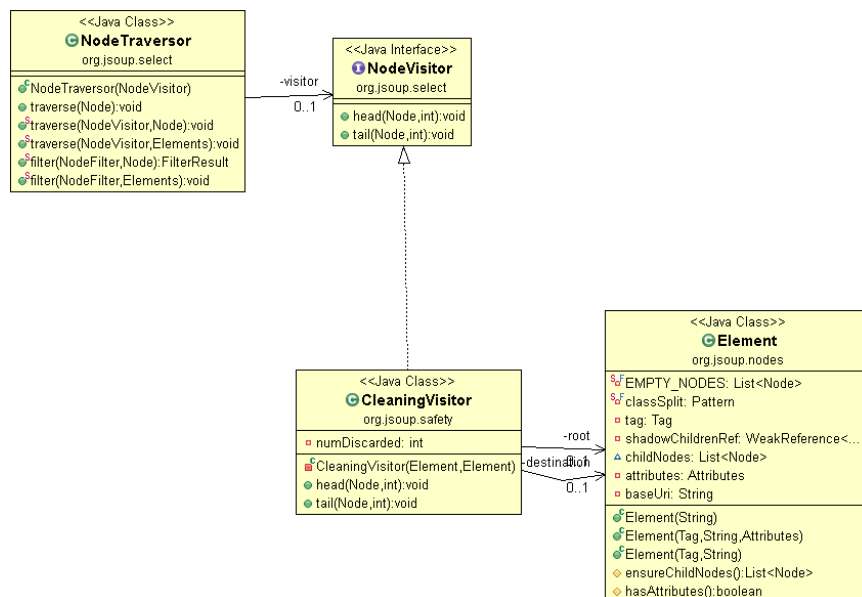 <<Java Class>>
NodeTraversor
org.jsoup.select
NodeTraversor(NodeVisitor)
traverse(Node):void
traverse(NodeVisitor,Node):void
traverse(NodeVisitor,Elements):void
filter(NodeFilter,Node):FilterResult
filter(NodeFilter,Elements):void
-visitor
0..1
<<Java Interface>>
NodeVisitor
org.jsoup.select
head(Node,int):void
tail(Node,int):void
<<Java Class>>
CleaningVisitor
org.jsoup.safety
numDiscarded: int
CleaningVisitor(Element,Element)
head(Node,int):void
tail(Node,int):void
-root
0..1
-destination
0..1
<<Java Class>>
Element
org.jsoup.nodes
EMPTY_NODES: List<Node>
classSplit: Pattern
tag: Tag
shadowChildrenRef: WeakReference<...
childNodes: List<Node>
attributes: Attributes
baseUri: String
Element(String)
Element(Tag,String,Attributes)
Element(Tag,String)
ensureChildNodes():List<Node>
hasAttributes():boolean